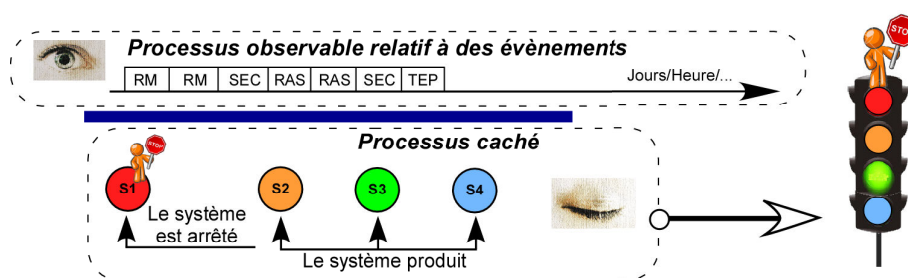 Processus observable relatif à des évènements
RM RM SEC RAS RAS SEC TEP
Jours/Heure/...
STOP
Processus caché
STOP
S1 S2 S3 S4
Le système
est arrêté
Le système produit